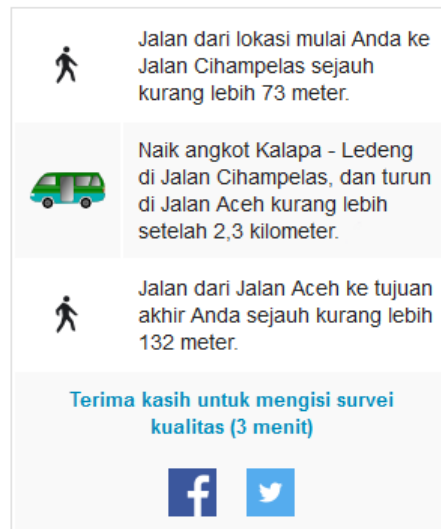 Jalan dari lokasi mulai Anda ke
Jalan Cihampelas sejauh
kurang lebih 73 meter.
Naik angkot Kalapa - Ledeng
di Jalan Cihampelas, dan turun
di Jalan Aceh kurang lebih
setelah 2,3 kilometer.
Jalan dari Jalan Aceh ke tujuan
akhir Anda sejauh kurang lebih
132 meter.
Terima kasih untuk mengisi survei
kualitas (3 menit)